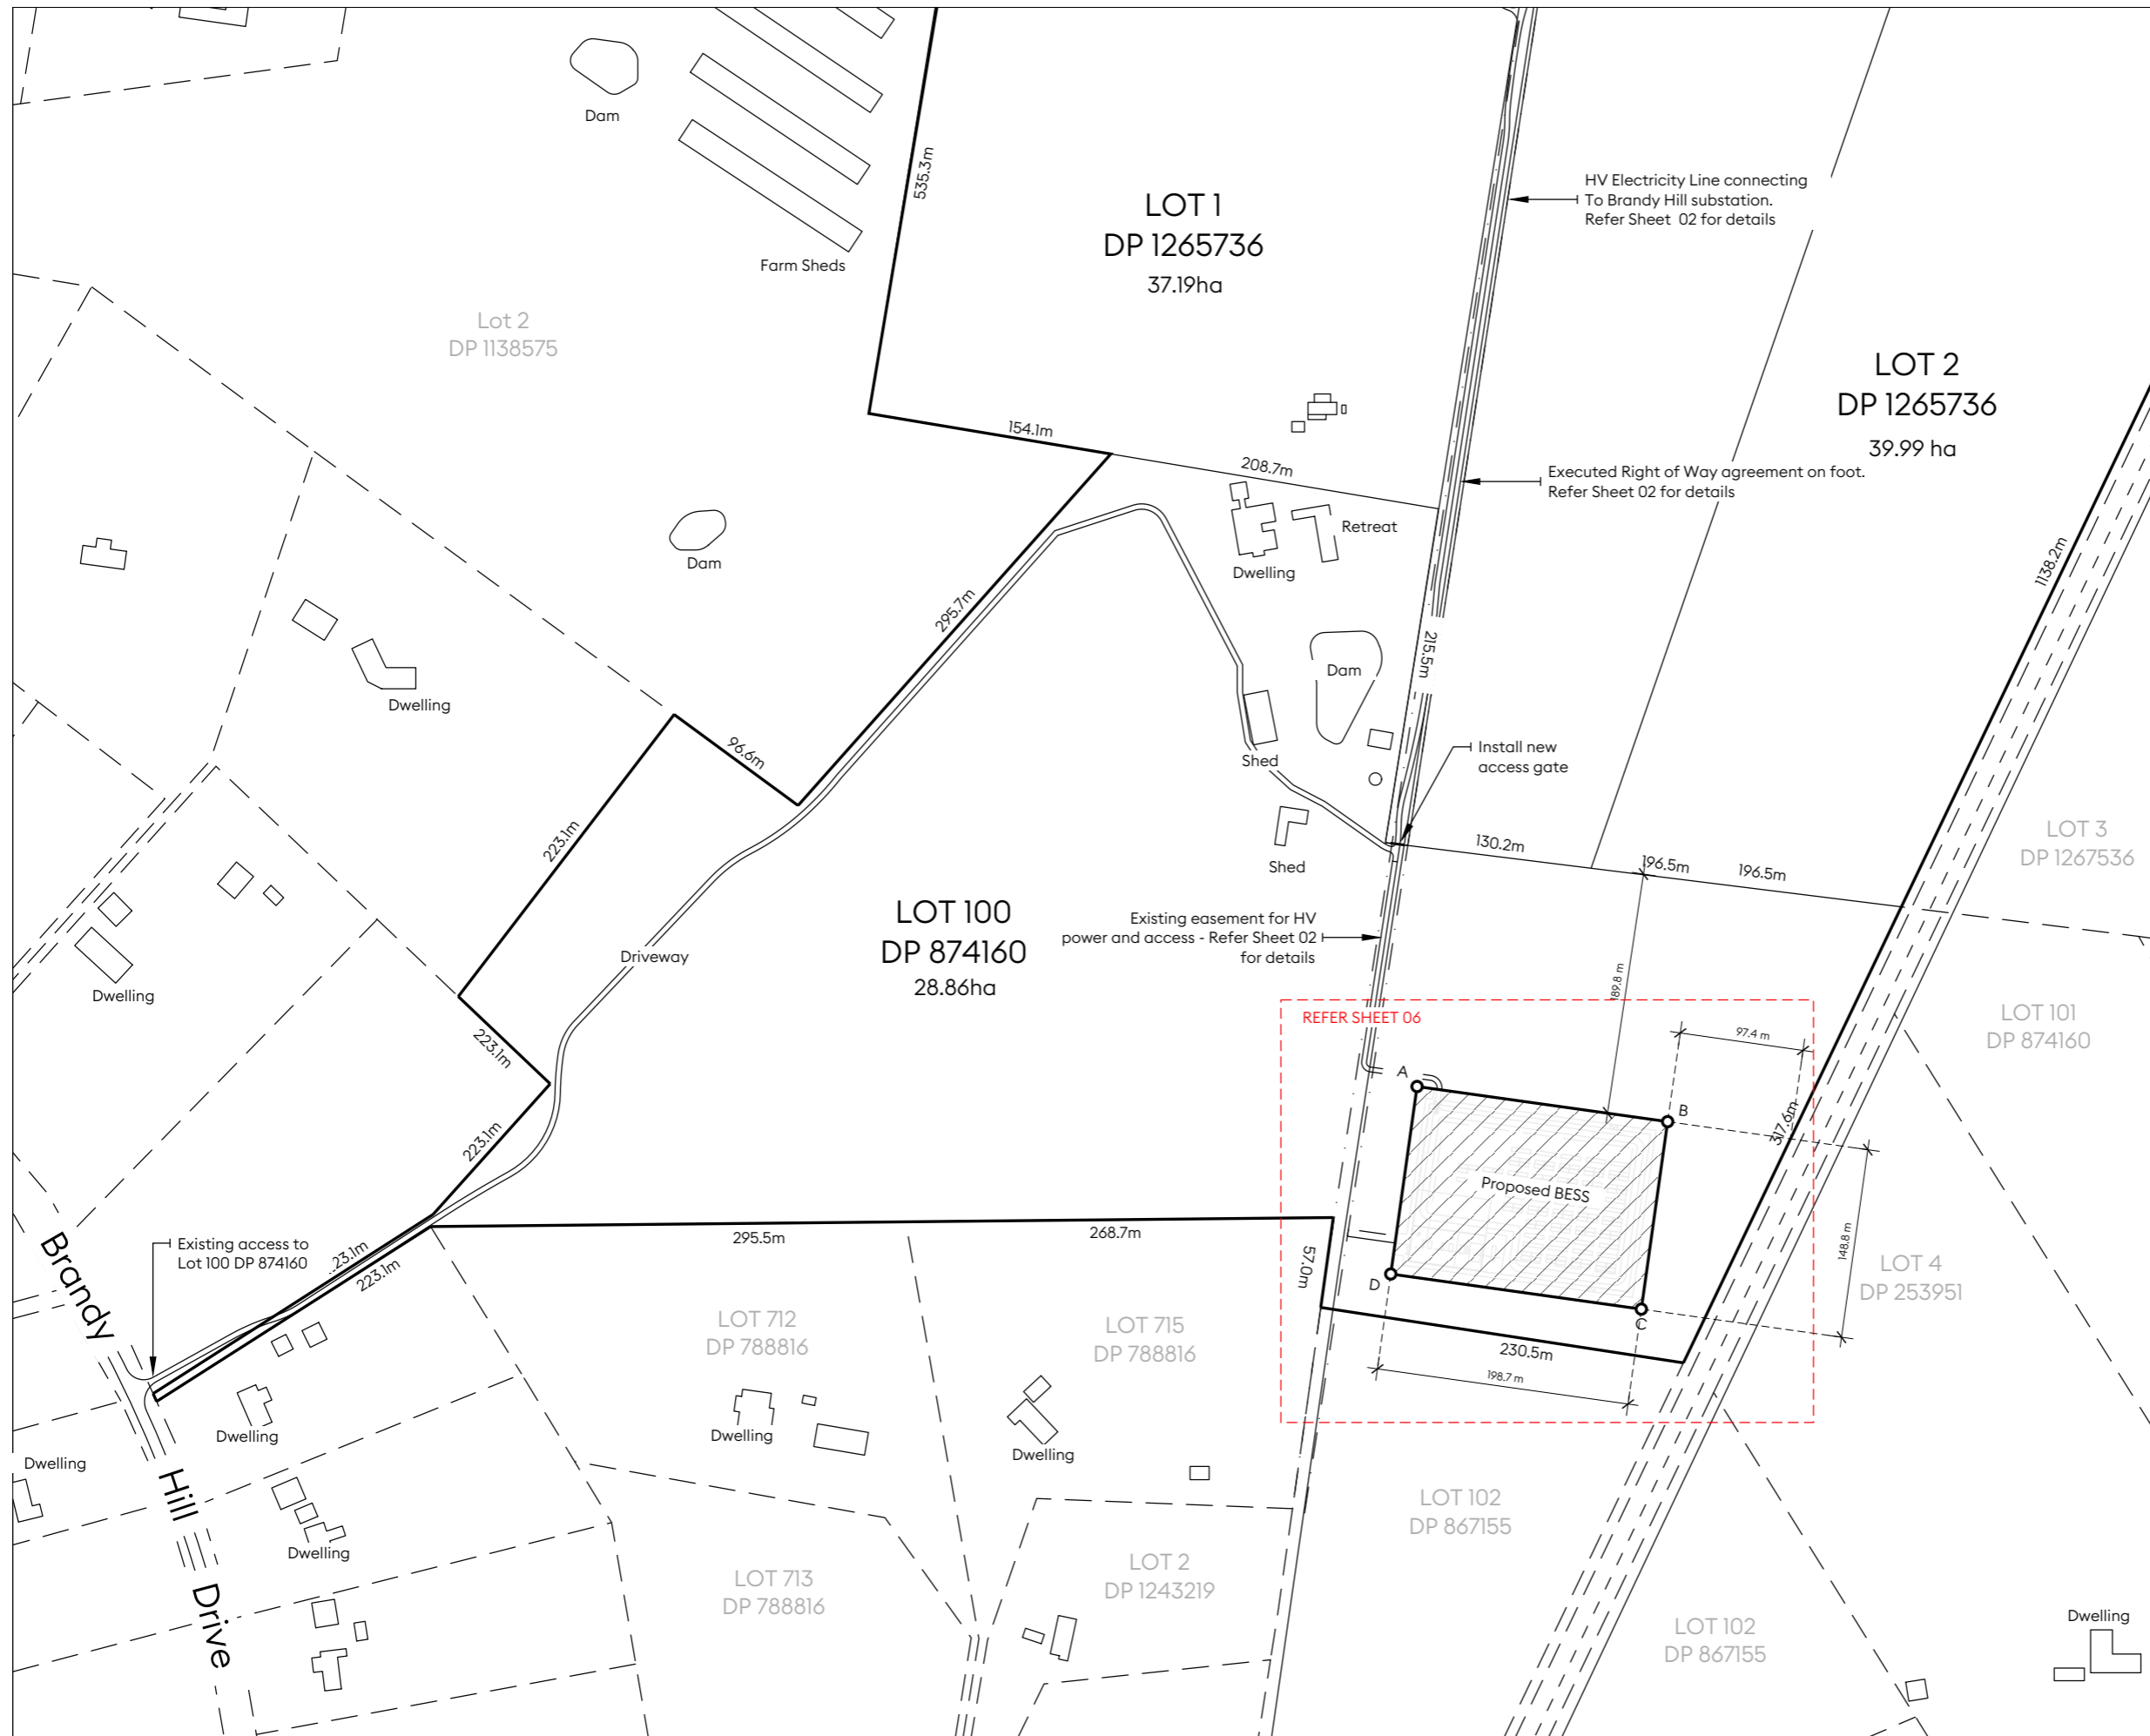 Dam
535.3m
Farm Sheds
LOT 1
DP 1265736
37.19ha
HV Electricity Line connecting
To Brandy Hill substation.
Refer Sheet 02 for details
Lot 2
DP 1138575
LOT 2
DP 1265736
39.99 ha
154.1m
208.7m
Executed Right of Way agreement on foot.
Refer Sheet 02 for details
Retreat
Dwelling
Dam
1138.2m
295.7m
215.5m
Dam
Dwelling
96.6m
Shed
Install new
access gate
223.1m
130.2m
196.5m
196.5m
LOT 3
DP 1267536
Shed
LOT 100
DP 874160
28.86ha
Existing easement for HV
power and access - Refer Sheet 02
for details
Driveway
Dwelling
189.8 m
REFER SHEET 06
LOT 101
DP 874160
97.4 m
223.1m
A
B
317.6m
223.1m
Proposed BESS
148.8 m
Brandy
Hill
Drive
Existing access to
Lot 100 DP 874160
23.1m
223.1m
295.5m
268.7m
57.0m
D
C
LOT 4
DP 253951
LOT 712
DP 788816
LOT 715
DP 788816
230.5m
198.7 m
Dwelling
Dwelling
Dwelling
Dwelling
LOT 102
DP 867155
Dwelling
LOT 713
DP 788816
LOT 2
DP 1243219
LOT 102
DP 867155
Dwelling